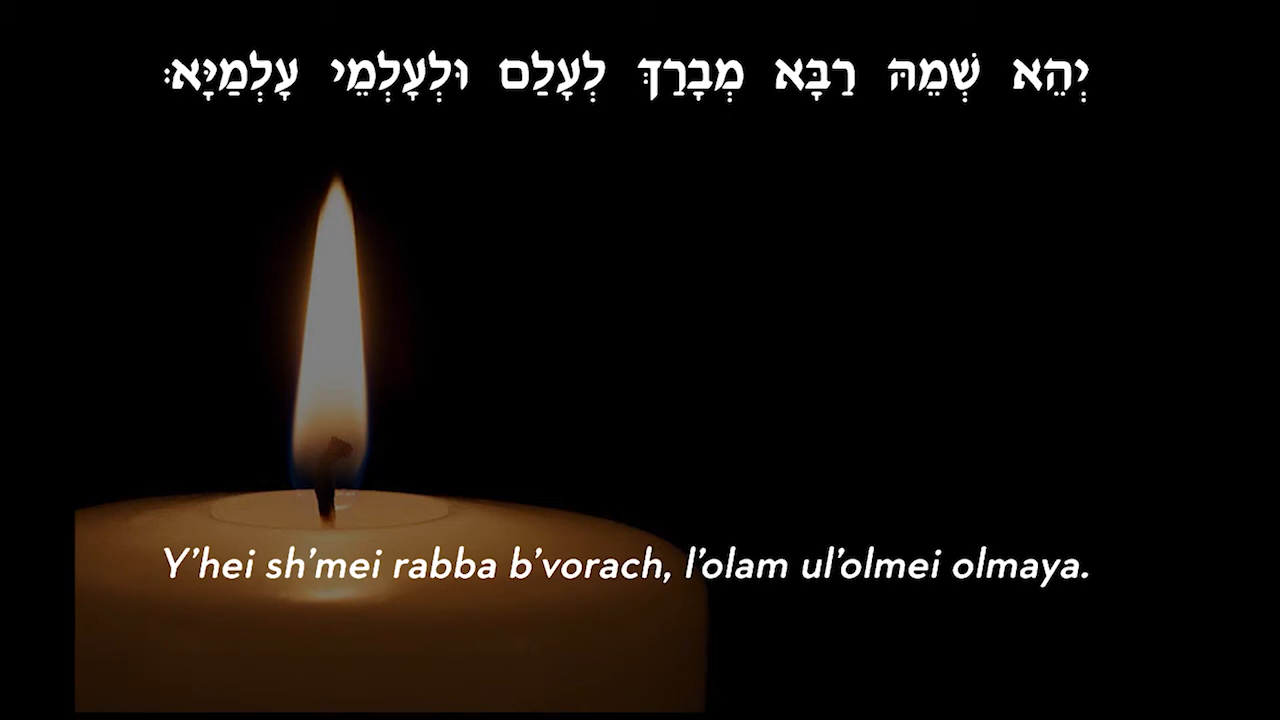 יְהֵא שְׁמֵהּ רַבָּא מְבָרַךְ לְעָלַם וּלְעָלְמֵי עָלְמַיָּא:
Y’hei sh’mei rabba b’vorach, l’olam ul’olmei olmaya.